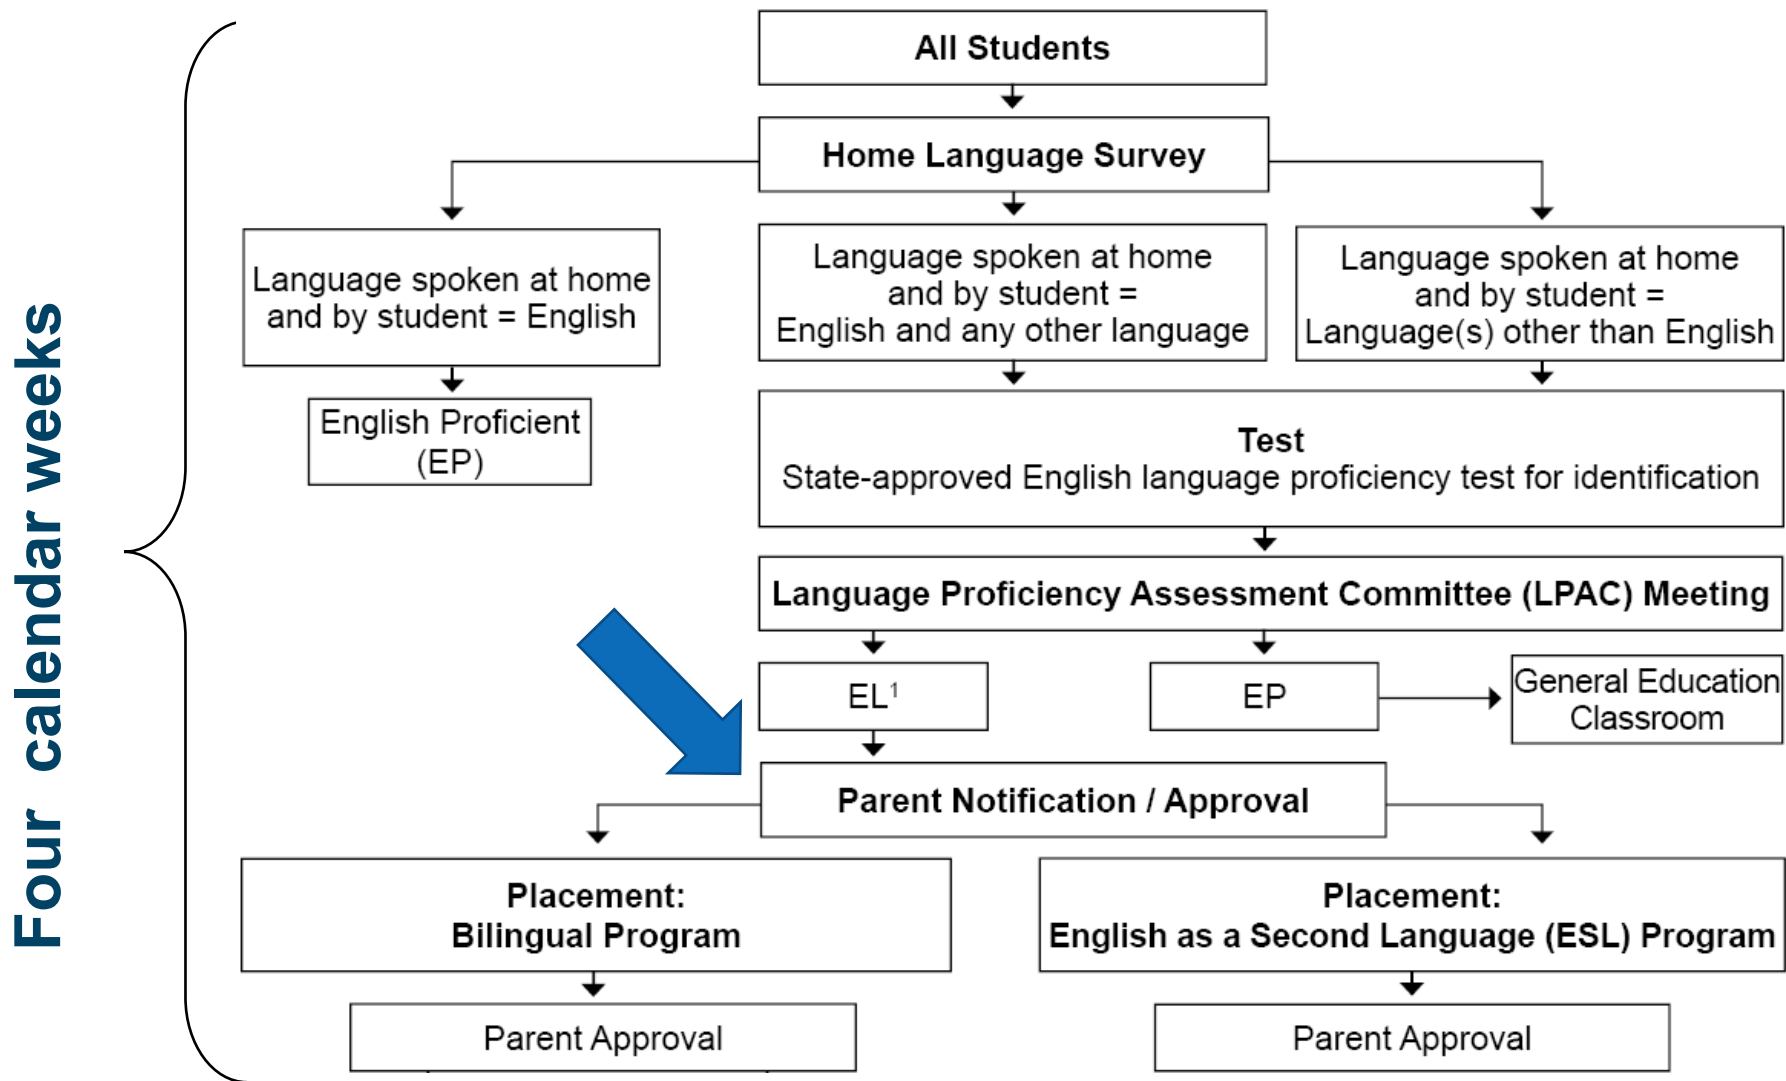 Four calendar weeks
All Students
Home Language Survey
Language spoken at home
and by student = English
Language spoken at home
and by student =
English and any other language
Language spoken at home
and by student =
Language(s) other than English
English Proficient
(EP)
Test
State-approved English language proficiency test for identification
Language Proficiency Assessment Committee (LPAC) Meeting
EL¹
EP
General Education
Classroom
Parent Notification / Approval
Placement:
Bilingual Program
Placement:
English as a Second Language (ESL) Program
Parent Approval
Parent Approval